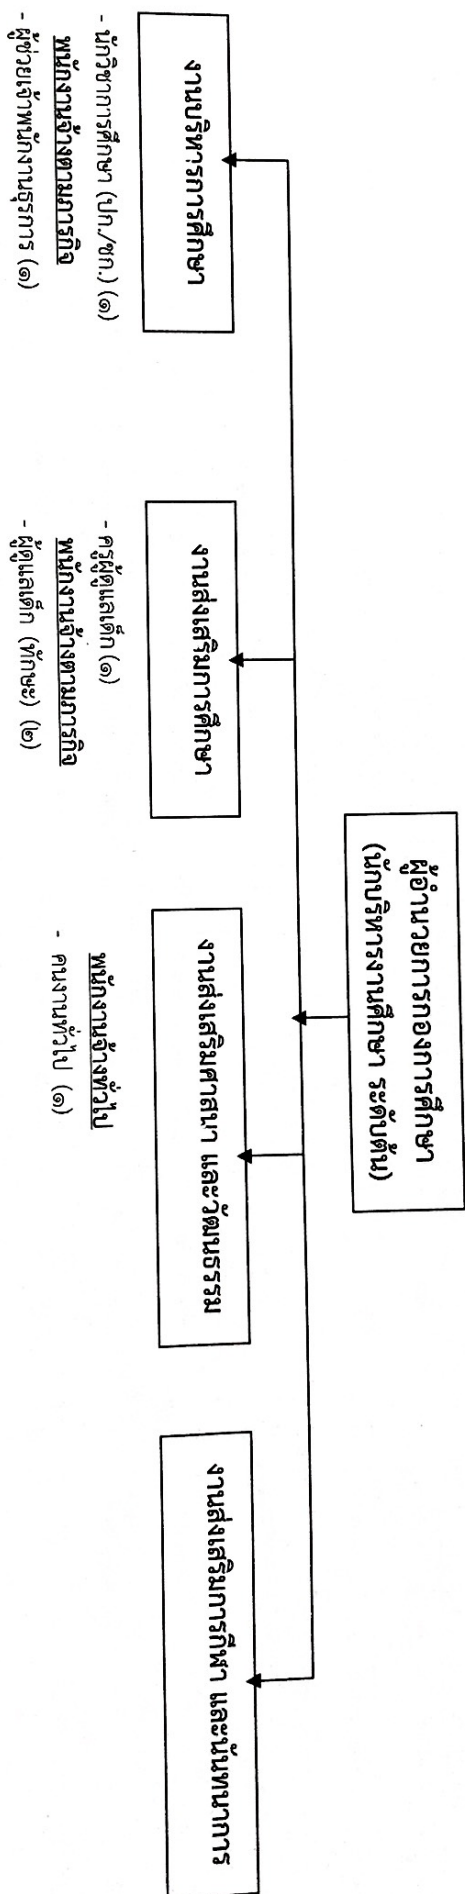 ผู้อำนวยการกองการศึกษา
(นักบริหารงานศึกษา ระดับต้น)
งานบริหารการศึกษา
- นักวิชาการศึกษา (ปก./ชก.) (๑)
พนักงานจ้างตามภารกิจ
- ผู้ช่วยเจ้าพนักงานธุรการ (๑)
งานส่งเสริมการศึกษา
- ครูผู้ดูแลเด็ก (๑)
พนักงานจ้างตามภารกิจ
- ผู้ดูแลเด็ก (ทักษะ) (๒)
งานส่งเสริมศาสนา และวัฒนธรรม
พนักงานจ้างทั่วไป
- คนงานทั่วไป (๑)
งานส่งเสริมการกีฬา และนันทนาการ